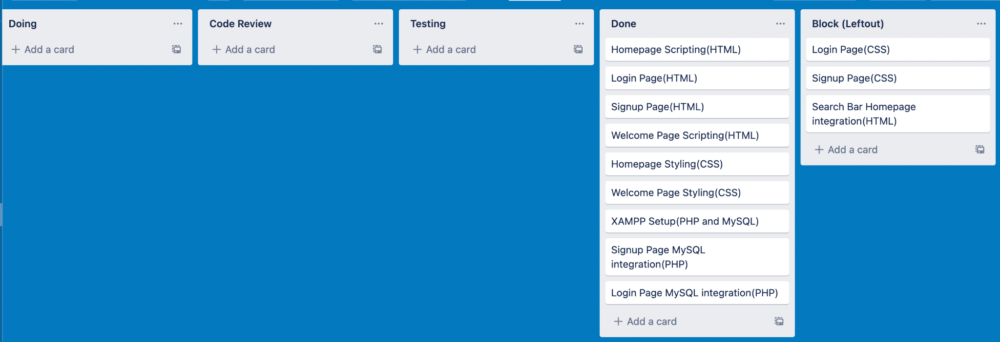 Doing
+ Add a card
Code Review
+ Add a card
Testing
+ Add a card
Done
Homepage Scripting(HTML)
Login Page(HTML)
Signup Page(HTML)
Welcome Page Scripting(HTML)
Homepage Styling(CSS)
Welcome Page Styling(CSS)
XAMPP Setup(PHP and MySQL)
Signup Page MySQL
integration(PHP)
Login Page MySQL integration(PHP)
+ Add a card
Block (Leftout)
Login Page(CSS)
Signup Page(CSS)
Search Bar Homepage
integration(HTML)
+ Add a card